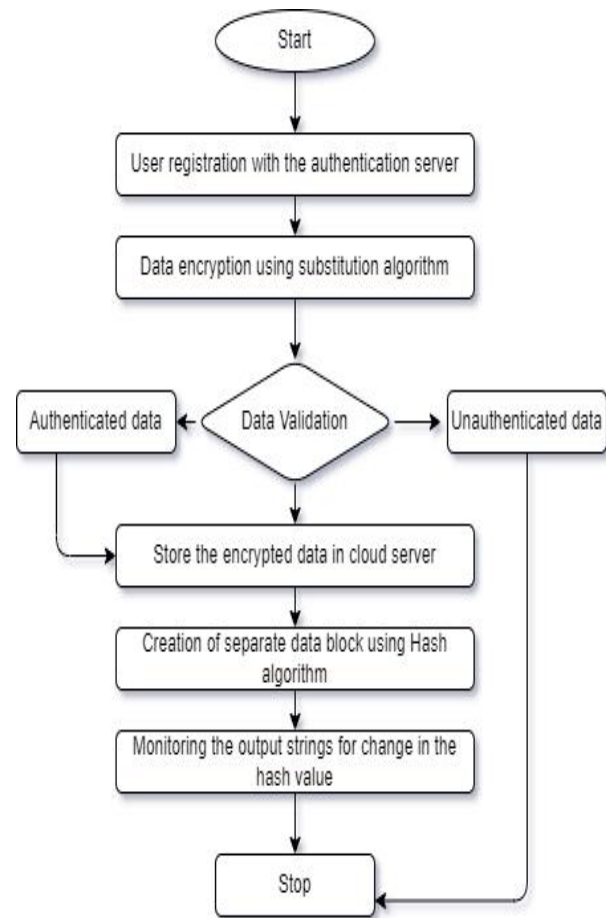 Start
User registration with the authentication server
Data encryption using substitution algorithm
Authenticated data
Data Validation
Unauthenticated data
Store the encrypted data in cloud server
Creation of separate data block using Hash
algorithm
Monitoring the output strings for change in the
hash value
Stop